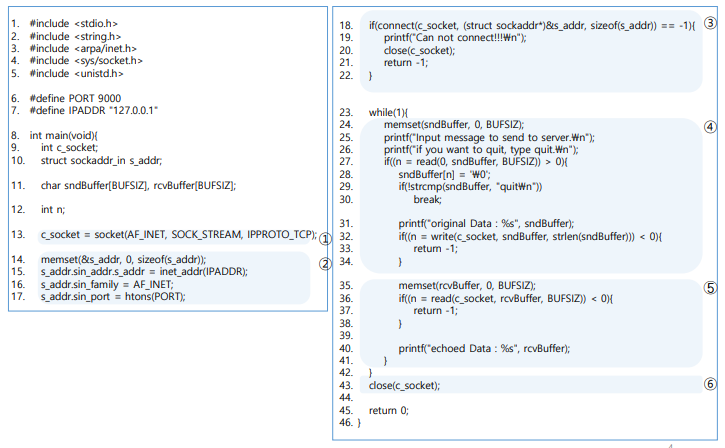 1. #include <stdio.h>
2. #include <string.h>
3. #include <arpa/inet.h>
4. #include <sys/socket.h>
5. #include <unistd.h>
6. #define PORT 9000
7. #define IPADDR "127.0.0.1"
8. int main(void){
9. int c_socket;
10. struct sockaddr_in s_addr;
11. char sndBuffer[BUFSIZ], rcvBuffer[BUFSIZ];
12. int n;
13. c_socket = socket(AF_INET, SOCK_STREAM, IPPROTO_TCP); ①
14. memset(&s_addr, 0, sizeof(s_addr)); ②
15. s_addr.sin_addr.s_addr = inet_addr(IPADDR);
16. s_addr.sin_family = AF_INET;
17. s_addr.sin_port = htons(PORT);
18. if(connect(c_socket, (struct sockaddr*)&s_addr, sizeof(s_addr)) == -1){ ③
19. printf("Can not connect!!!₩n");
20. close(c_socket);
21. return -1;
22. }
23. while(1){
24. memset(sndBuffer, 0, BUFSIZ); ④
25. printf("Input message to send to server.₩n");
26. printf("if you want to quit, type quit.₩n");
27. if((n = read(0, sndBuffer, BUFSIZ)) > 0){
28. sndBuffer[n] = '₩0';
29. if(!strcmp(sndBuffer, "quit₩n"))
30. break;
31. printf("original Data : %s", sndBuffer);
32. if((n = write(c_socket, sndBuffer, strlen(sndBuffer))) < 0){
33. return -1;
34. }
35. memset(rcvBuffer, 0, BUFSIZ); ⑤
36. if((n = read(c_socket, rcvBuffer, BUFSIZ)) < 0){
37. return -1;
38. }
39.
40. printf("echoed Data : %s", rcvBuffer);
41. }
42. }
43. close(c_socket); ⑥
44.
45. return 0;
46. }